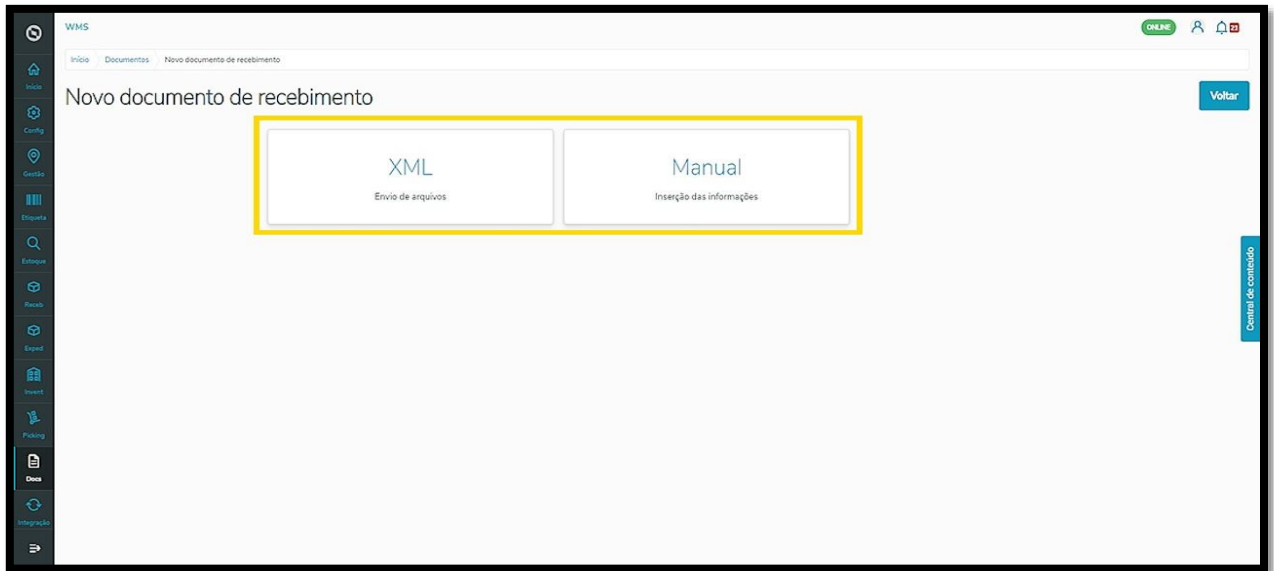 WMS
ONLINE
23
Início Documentos Novo documento de recebimento
Novo documento de recebimento
Voltar
XML
Envio de arquivos
Manual
Inserção das informações
Início
Config
Gestão
Etiqueta
Estoque
Receb
Exped
Invent
Picking
Docs
Integração
Central de conteúdo